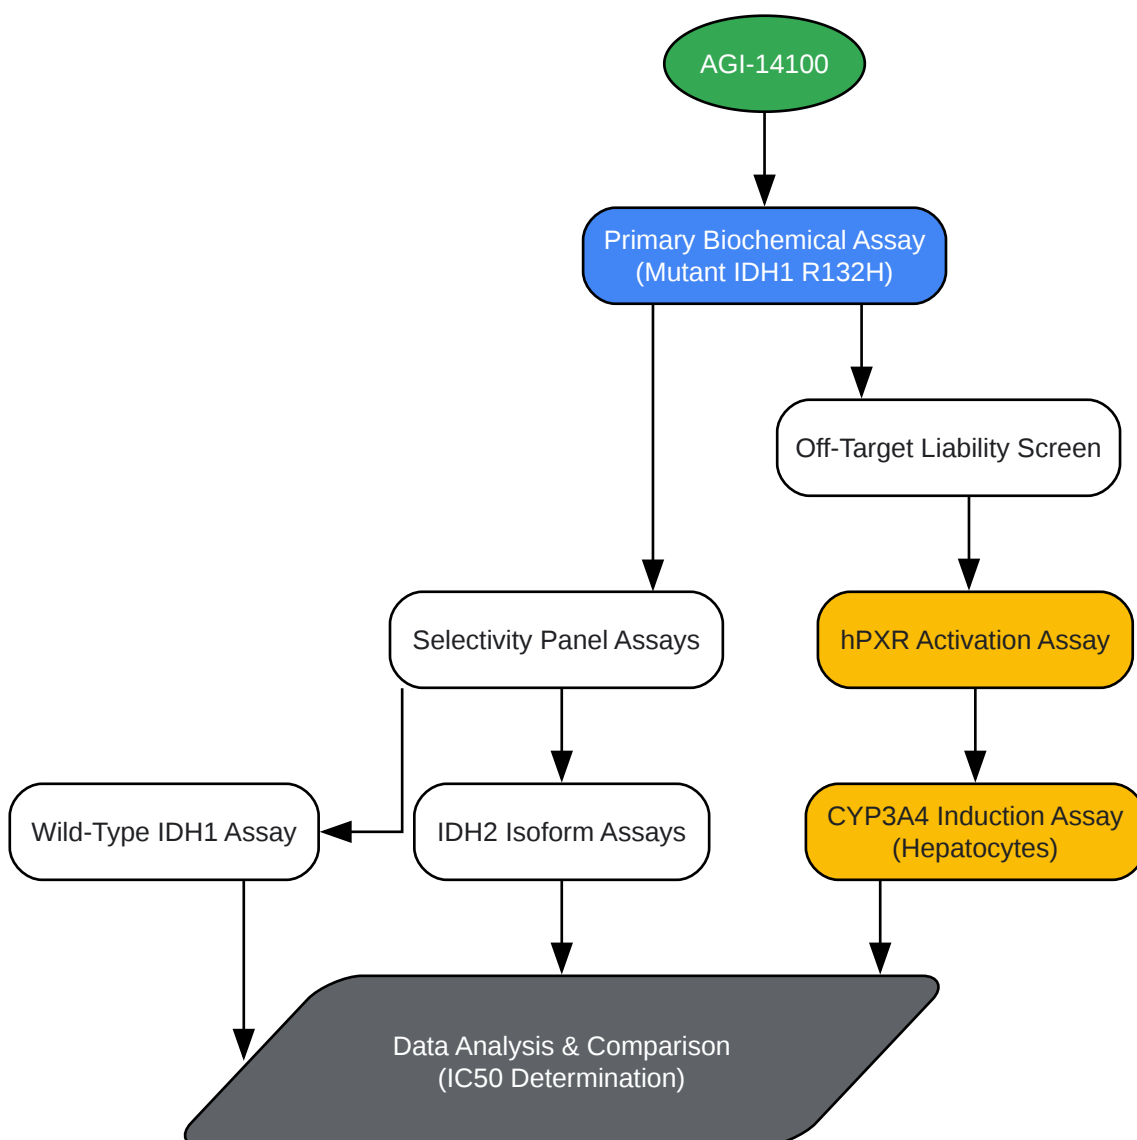 AGI-14100
Primary Biochemical Assay
(Mutant IDH1 R132H)
Off-Target Liability Screen
Selectivity Panel Assays
hPXR Activation Assay
Wild-Type IDH1 Assay
IDH2 Isoform Assays
CYP3A4 Induction Assay
(Hepatocytes)
Data Analysis & Comparison
(IC50 Determination)